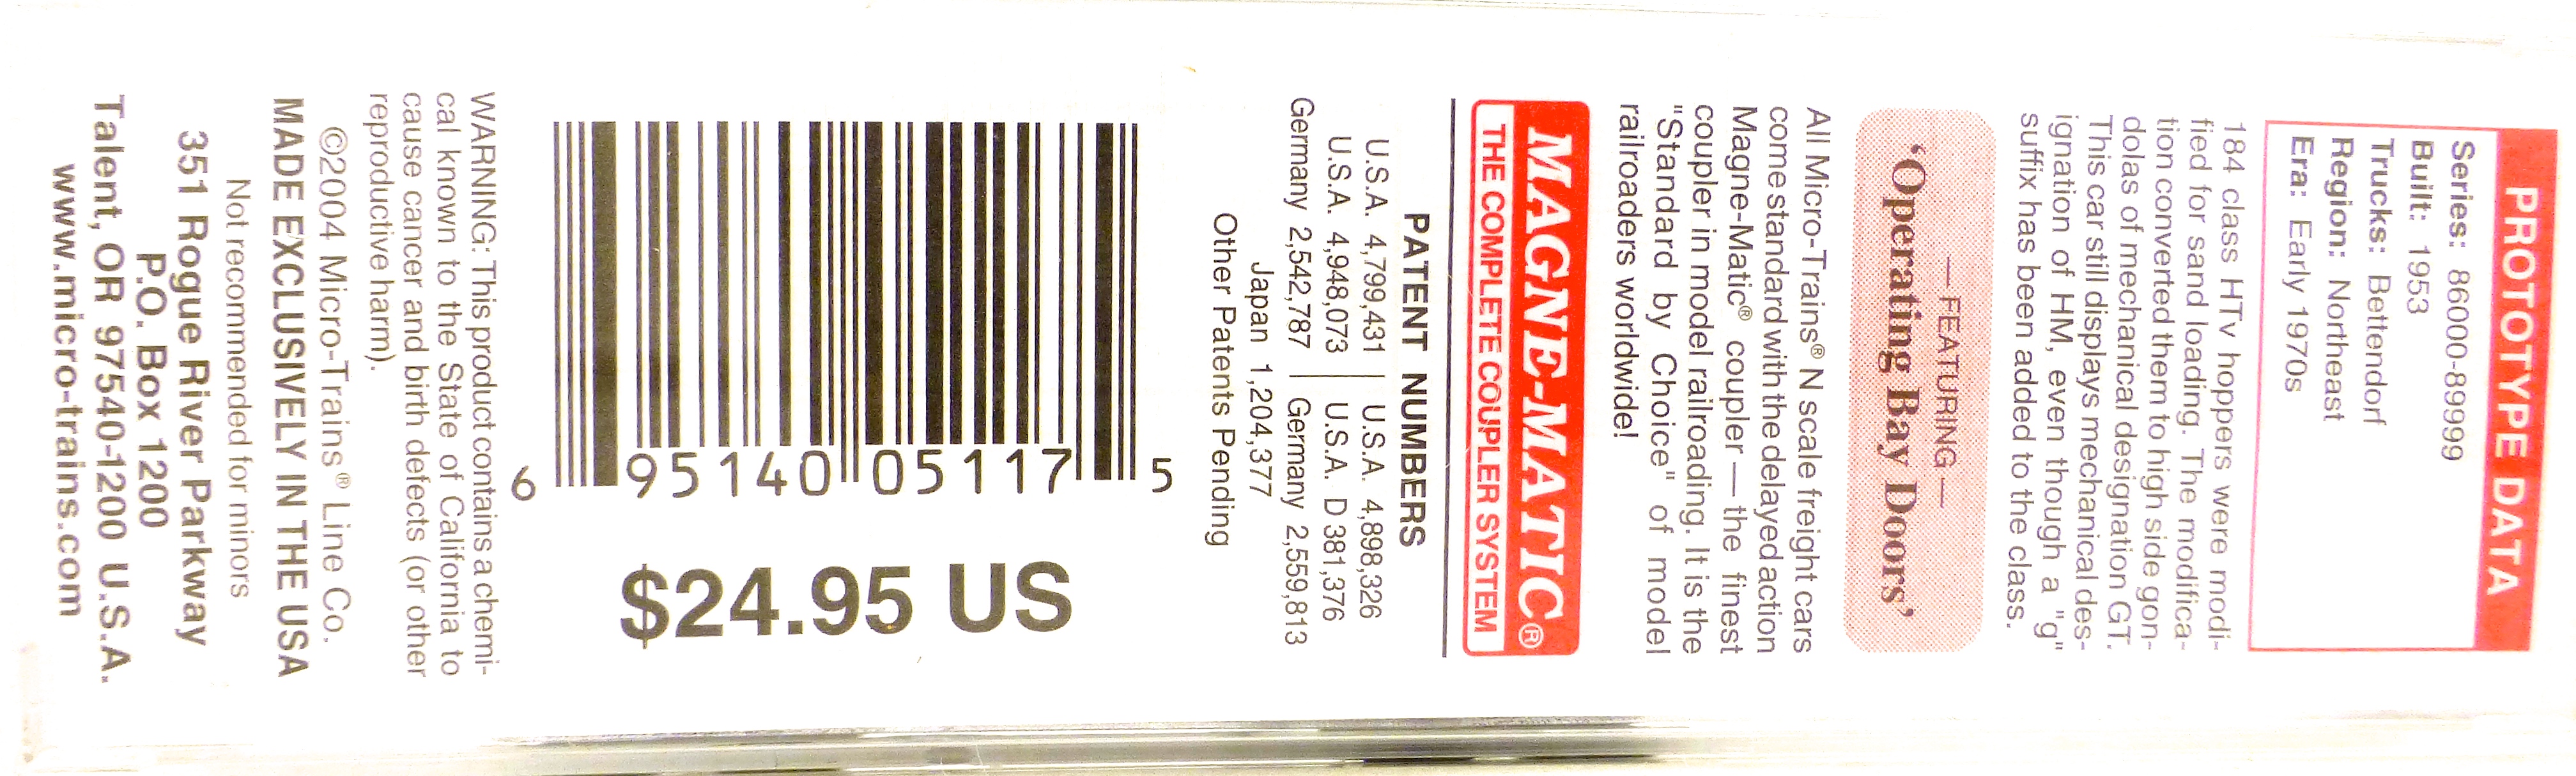 PROTOTYPE DATA
Series: 86000-89999
Built: 1953
Trucks: Bettendorf
Region: Northeast
Era: Early 1970s
184 class HTv hoppers were modi-
fied for sand loading. The modifica-
tion converted them to high side gon-
dolas of mechanical designation GT.
This car still displays mechanical des-
ignation of HM, even though a "g"
suffix has been added to the class.
— FEATURING —
‘Operating Bay Doors’
All Micro-Trains® N scale freight cars
come standard with the delayed action
Magne-Matic® coupler — the finest
coupler in model railroading. It is the
"Standard by Choice" of model
railroaders worldwide!
MAGNE-MATIC®
THE COMPLETE COUPLER SYSTEM
PATENT NUMBERS
U.S.A. 4,799,431 | U.S.A. 4,898,326
U.S.A. 4,948,073 | U.S.A. D381,376
Germany 2,542,787 | Germany 2,559,813
Japan 1,204,377
Other Patents Pending
6 95140 05117 5
$24.95 US
WARNING: This product contains a chemi-
cal known to the State of California to
cause cancer and birth defects (or other
reproductive harm).
©2004 Micro-Trains® Line Co.
MADE EXCLUSIVELY IN THE USA
Not recommended for minors
351 Rogue River Parkway
P.O. Box 1200
Talent, OR 97540-1200 U.S.A.
www.micro-trains.com